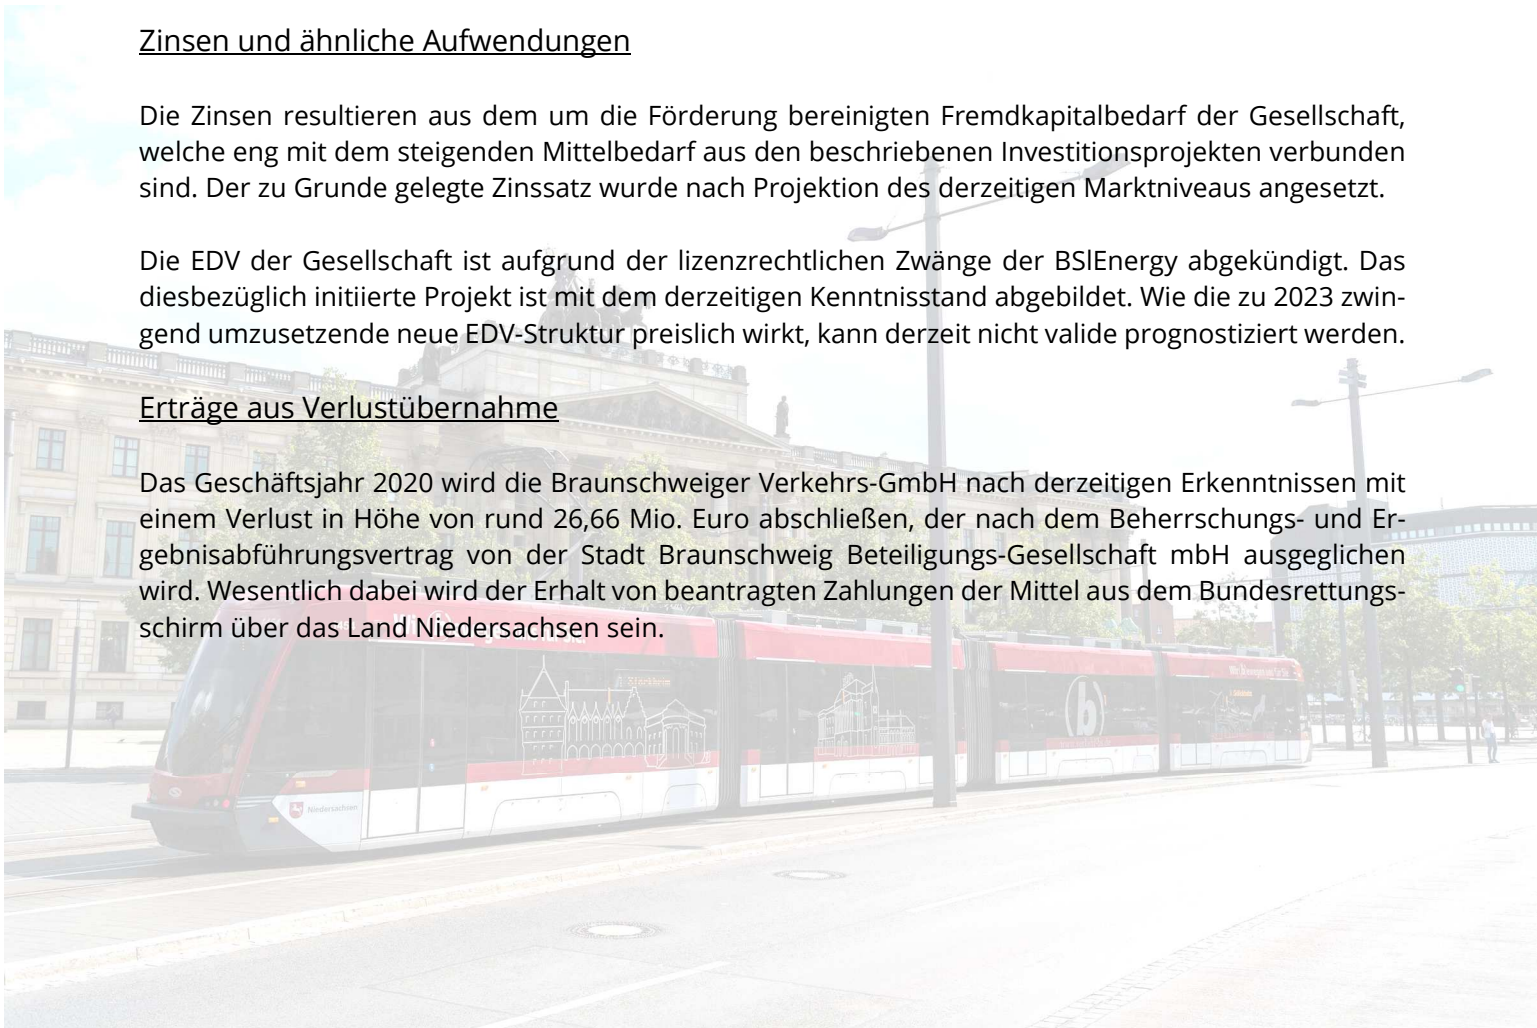 Zinsen und ähnliche Aufwendungen
Die Zinsen resultieren aus dem um die Förderung bereinigten Fremdkapitalbedarf der Gesellschaft,
welche eng mit dem steigenden Mittelbedarf aus den beschriebenen Investitionsprojekten verbunden
sind. Der zu Grunde gelegte Zinssatz wurde nach Projektion des derzeitigen Marktniveaus angesetzt.
Die EDV der Gesellschaft ist aufgrund der lizenzrechtlichen Zwänge der BSlEnergy abgekündigt. Das
diesbezüglich initiierte Projekt ist mit dem derzeitigen Kenntnisstand abgebildet. Wie die zu 2023 zwin-
gend umzusetzende neue EDV-Struktur preislich wirkt, kann derzeit nicht valide prognostiziert werden.
Erträge aus Verlustübernahme
Das Geschäftsjahr 2020 wird die Braunschweiger Verkehrs-GmbH nach derzeitigen Erkenntnissen mit
einem Verlust in Höhe von rund 26,66 Mio. Euro abschließen, der nach dem Beherrschungs- und Er-
gebnisabführungsvertrag von der Stadt Braunschweig Beteiligungs-Gesellschaft mbH ausgeglichen
wird. Wesentlich dabei wird der Erhalt von beantragten Zahlungen der Mittel aus dem Bundesrettungs-
schirm über das Land Niedersachsen sein.
Stockheim
b
Niedersachsen